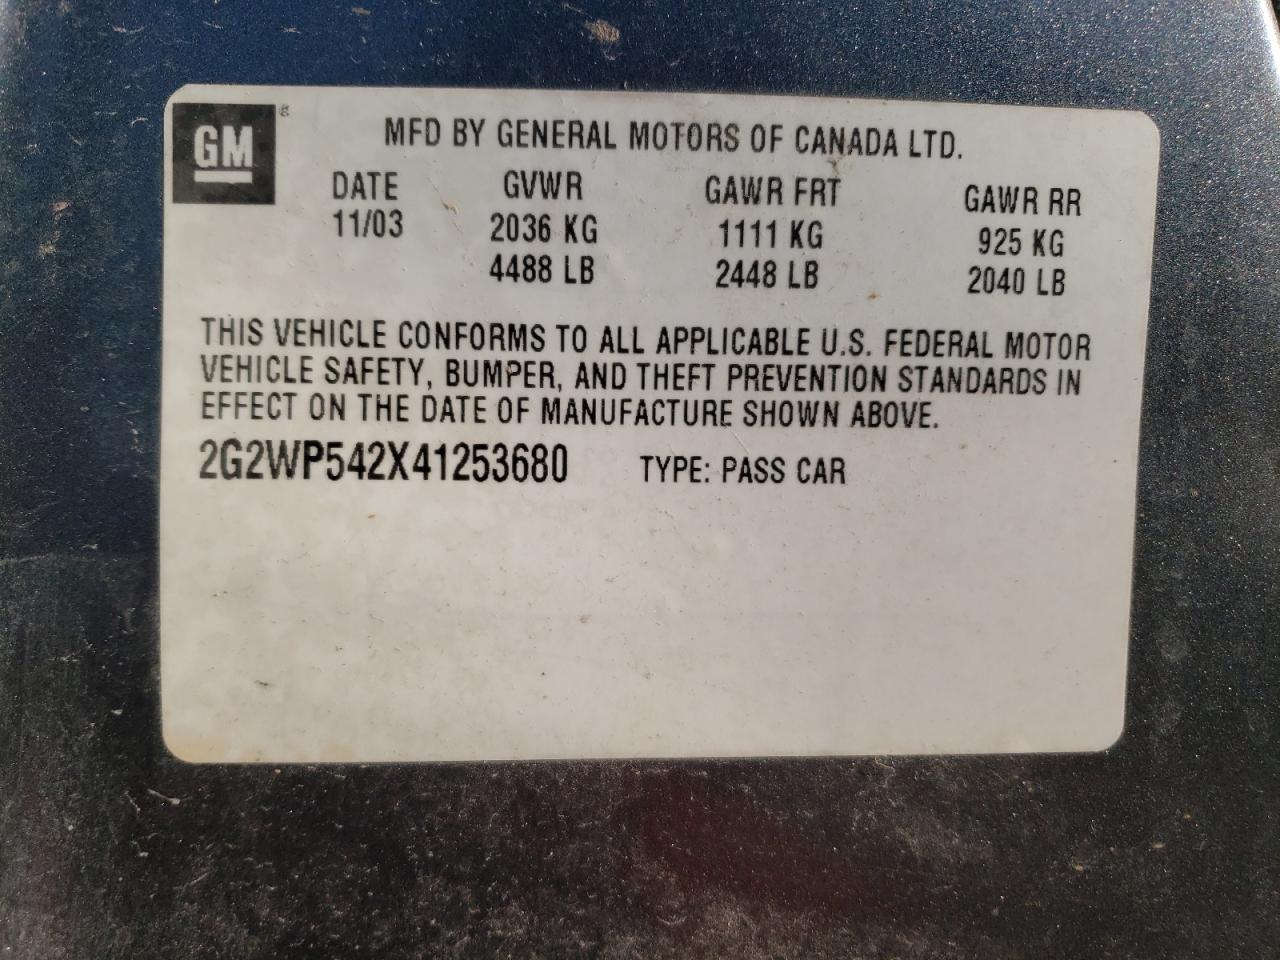 GM
MFD BY GENERAL MOTORS OF CANADA LTD.
DATE GVWR GAWR FRT GAWR RR
11/03 2036 KG 1111 KG 925 KG
4488 LB 2448 LB 2040 LB
THIS VEHICLE CONFORMS TO ALL APPLICABLE U.S. FEDERAL MOTOR
VEHICLE SAFETY, BUMPER, AND THEFT PREVENTION STANDARDS IN
EFFECT ON THE DATE OF MANUFACTURE SHOWN ABOVE.
2G2WP542X41253680 TYPE: PASS CAR